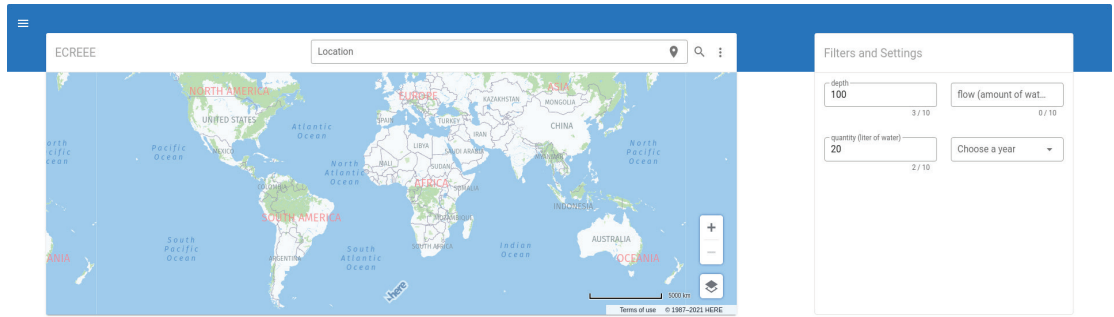 ECREEE
Location
Filters and Settings
depth
100
3 / 10
flow (amount of wat...
0 / 10
quantity (liter of water)
20
2 / 10
Choose a year
NORTH AMERICA
EUROPE
ASIA
KAZAKHSTAN
MONGOLIA
UNITED STATES
SPAIN
TURKEY
CHINA
Atlantic
Ocean
IRAN
MEXICO
LIBYA
SAUDI ARABIA
Pacific
Ocean
North
Pacific
Ocean
North
Atlantic
Ocean
MALI
SUDAN
COLOMBIA
AFRICA
SOMALIA
INDONESIA
SOUTH AMERICA
MOZAMBIQUE
South
Pacific
Ocean
South
Atlantic
Ocean
SOUTH AFRICA
Indian
Ocean
AUSTRALIA
ARGENTINA
OCEANIA
ANIA
here
5000 km
Terms of use © 1987–2021 HERE